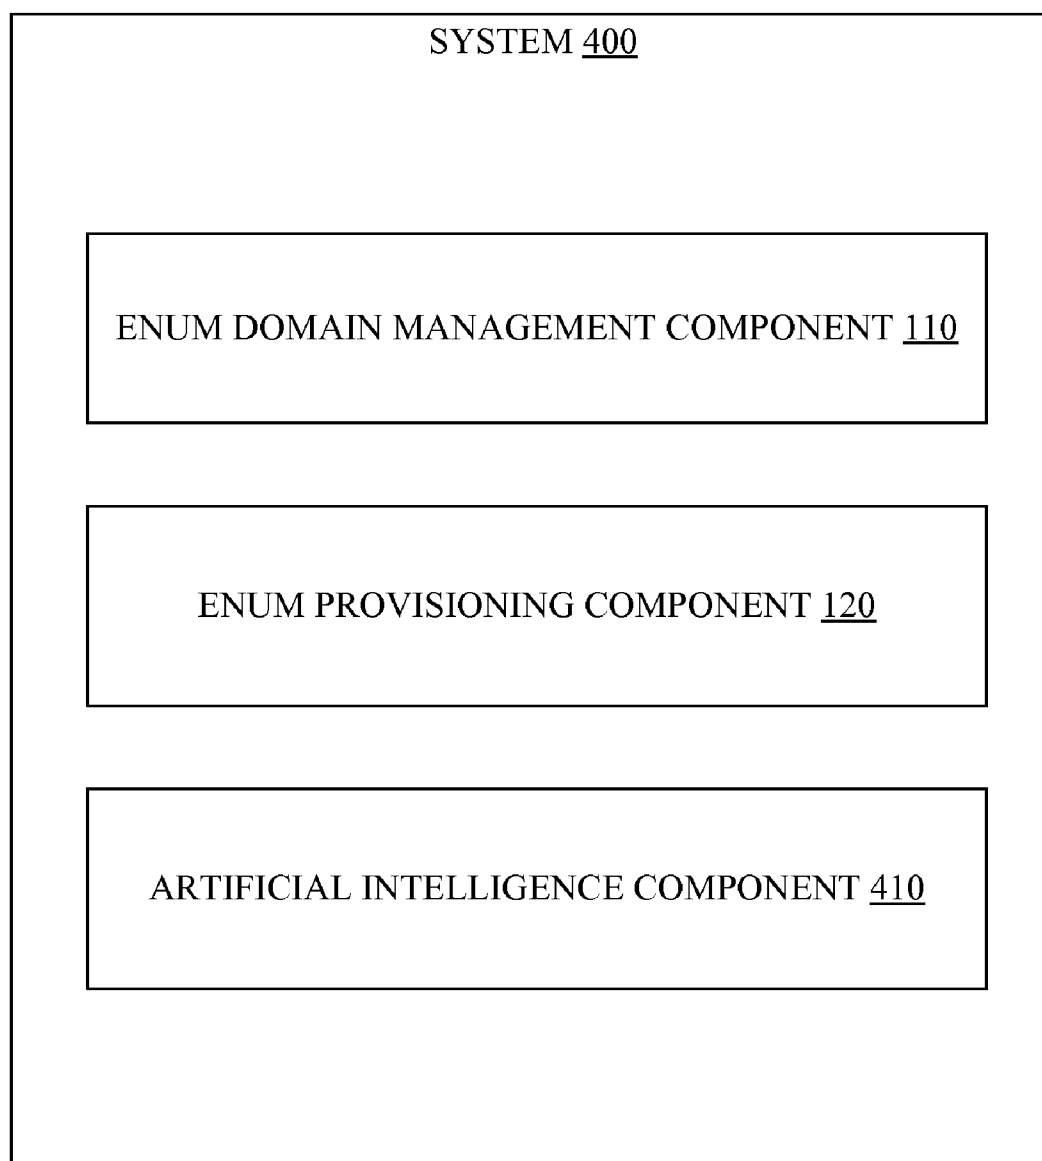 SYSTEM 400
ENUM DOMAIN MANAGEMENT COMPONENT 110
ENUM PROVISIONING COMPONENT 120
ARTIFICIAL INTELLIGENCE COMPONENT 410